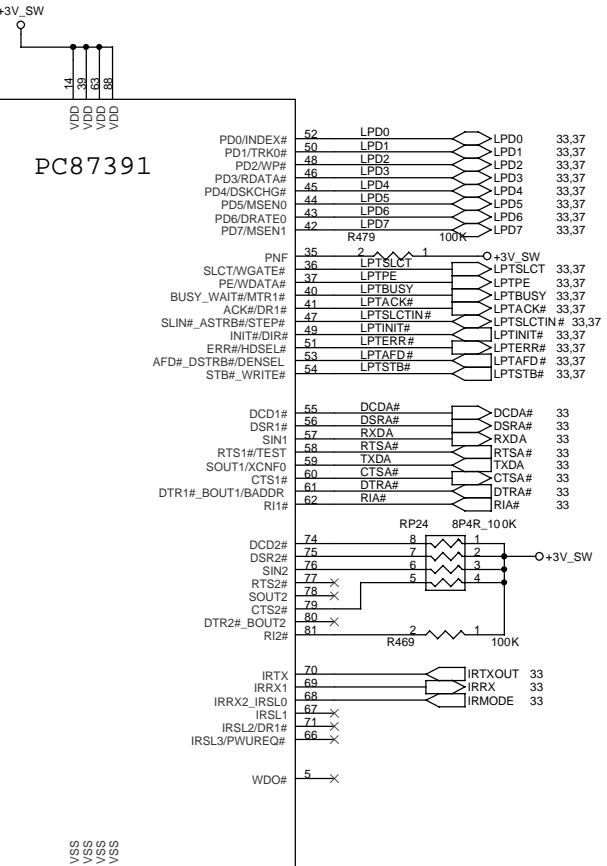 +3V_SW
14 39 63 88
VDD VDD VDD VDD
PC87391
PD0/INDEX# 52 LPD0 LPD0 33,37
PD1/TRK0# 50 LPD1 LPD1 33,37
PD2/WP# 48 LPD2 LPD2 33,37
PD3/RDATA# 46 LPD3 LPD3 33,37
PD4/DSKCHG# 45 LPD4 LPD4 33,37
PD5/MSEN0 44 LPD5 LPD5 33,37
PD6/DRATE0 43 LPD6 LPD6 33,37
PD7/MSEN1 42 LPD7 LPD7 33,37
R479 100K
PNF 35 2 1 +3V_SW
SLCT/WGATE# 36 LPTSLCT LPTSLCT 33,37
PE/WDATA# 37 LPTPE LPTPE 33,37
BUSY_WAIT#/MTR1# 40 LPTBUSY LPTBUSY 33,37
ACK#/DR1# 41 LPTACK# LPTACK# 33,37
SLIN#_ASTRB#/STEP# 47 LPTSLCTIN# LPTSLCTIN# 33,37
INIT#/DIR# 49 LPTINIT# LPTINIT# 33,37
ERR#/HDSEL# 51 LPTERR# LPTERR# 33,37
AFD#_DSTRB#/DENSEL 53 LPTAFD# LPTAFD# 33,37
STB#_WRITE# 54 LPTSTB# LPTSTB# 33,37
DCD1# 55 DCDA# DCDA# 33
DSR1# 56 DSRA# DSRA# 33
SIN1 57 RXDA RXDA 33
RTS1#/TEST 58 RTSA# RTSA# 33
SOUT1/XCNF0 59 TXDA TXDA 33
CTS1# 60 CTSA# CTSA# 33
DTR1#_BOUT1/BADDR 61 DTRA# DTRA# 33
RI1# 62 RIA# RIA# 33
RP24 8P4R_100K
DCD2# 74 8 1
DSR2# 75 7 2 +3V_SW
SIN2 76 6 3
RTS2# 77 5 4
SOUT2 78
CTS2# 79
DTR2#_BOUT2 80
RI2# 81 2 1
R469 100K
IRTX 70 IRTXOUT 33
IRRX1 69 IRRX 33
IRRX2_IRSL0 68 IRMODE 33
IRSL1 67
IRSL2/DR1# 71
IRSL3/PWUREQ# 66
WDO# 5
VSS VSS VSS VSS